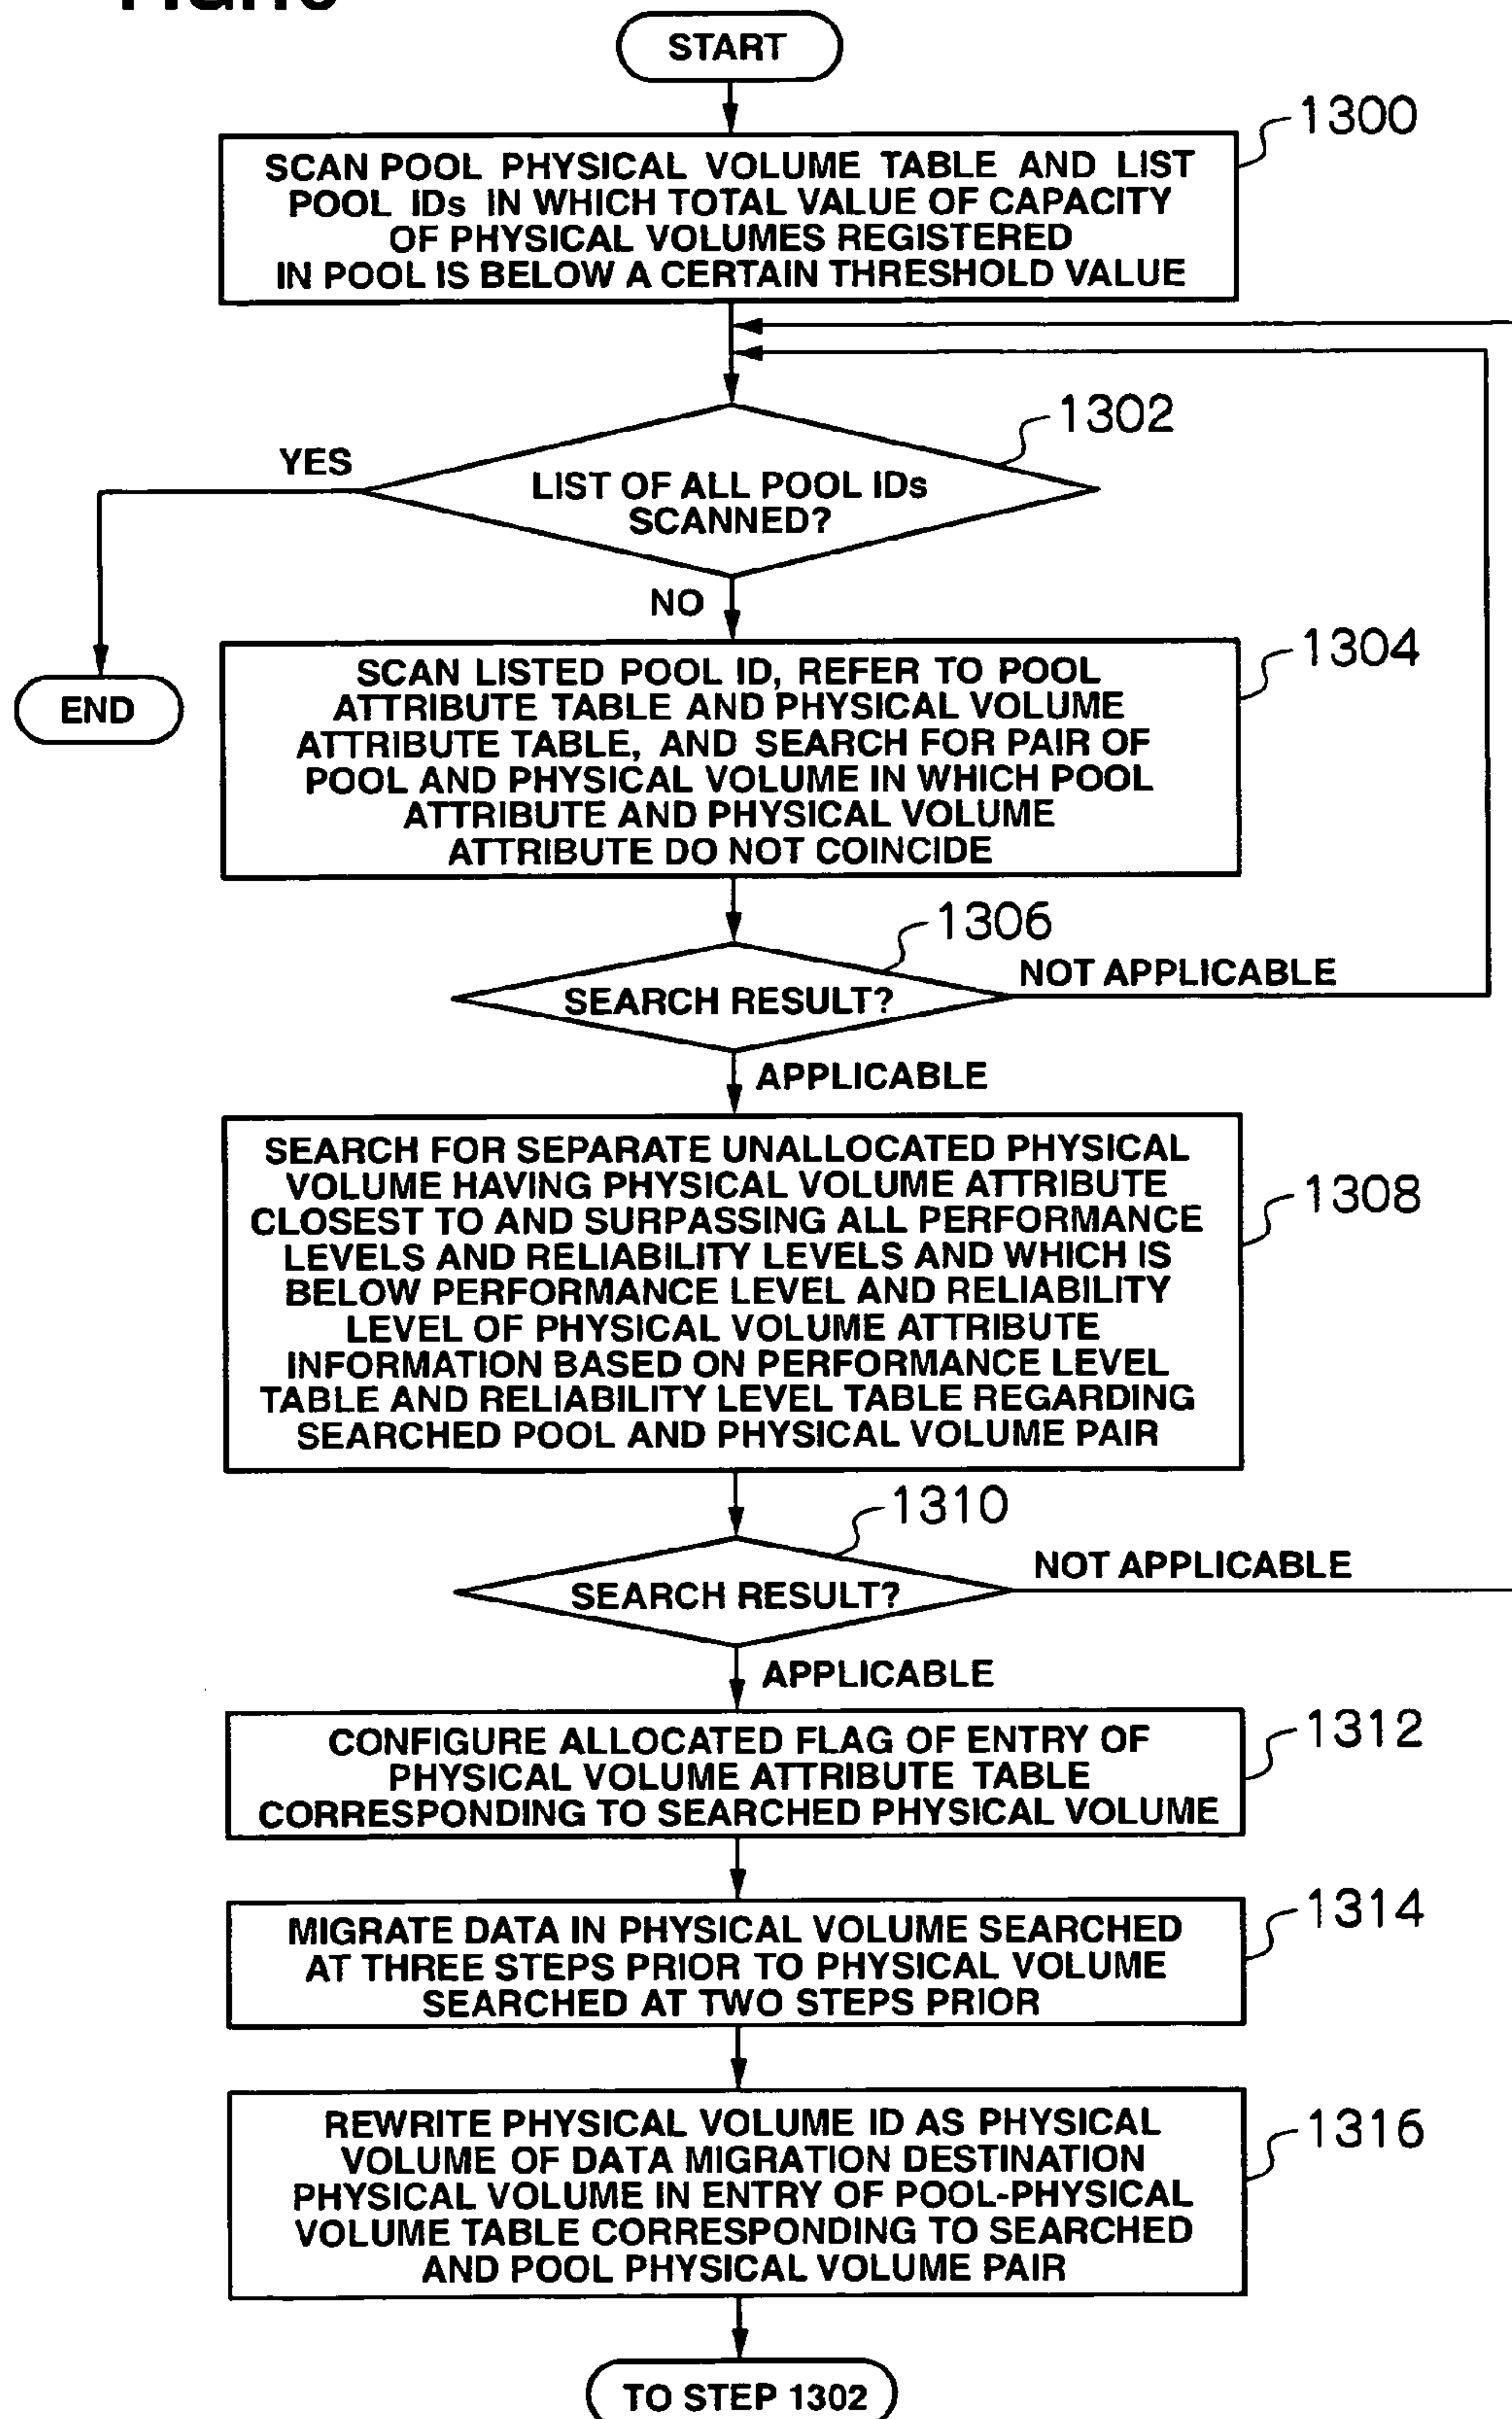 START
1300
SCAN POOL PHYSICAL VOLUME TABLE AND LIST
POOL IDs IN WHICH TOTAL VALUE OF CAPACITY
OF PHYSICAL VOLUMES REGISTERED
IN POOL IS BELOW A CERTAIN THRESHOLD VALUE
1302
YES
LIST OF ALL POOL IDs
SCANNED?
NO
END
1304
SCAN LISTED POOL ID, REFER TO POOL
ATTRIBUTE TABLE AND PHYSICAL VOLUME
ATTRIBUTE TABLE, AND SEARCH FOR PAIR OF
POOL AND PHYSICAL VOLUME IN WHICH POOL
ATTRIBUTE AND PHYSICAL VOLUME
ATTRIBUTE DO NOT COINCIDE
1306
NOT APPLICABLE
SEARCH RESULT?
APPLICABLE
1308
SEARCH FOR SEPARATE UNALLOCATED PHYSICAL
VOLUME HAVING PHYSICAL VOLUME ATTRIBUTE
CLOSEST TO AND SURPASSING ALL PERFORMANCE
LEVELS AND RELIABILITY LEVELS AND WHICH IS
BELOW PERFORMANCE LEVEL AND RELIABILITY
LEVEL OF PHYSICAL VOLUME ATTRIBUTE
INFORMATION BASED ON PERFORMANCE LEVEL
TABLE AND RELIABILITY LEVEL TABLE REGARDING
SEARCHED POOL AND PHYSICAL VOLUME PAIR
1310
NOT APPLICABLE
SEARCH RESULT?
APPLICABLE
1312
CONFIGURE ALLOCATED FLAG OF ENTRY OF
PHYSICAL VOLUME ATTRIBUTE TABLE
CORRESPONDING TO SEARCHED PHYSICAL VOLUME
1314
MIGRATE DATA IN PHYSICAL VOLUME SEARCHED
AT THREE STEPS PRIOR TO PHYSICAL VOLUME
SEARCHED AT TWO STEPS PRIOR
1316
REWRITE PHYSICAL VOLUME ID AS PHYSICAL
VOLUME OF DATA MIGRATION DESTINATION
PHYSICAL VOLUME IN ENTRY OF POOL-PHYSICAL
VOLUME TABLE CORRESPONDING TO SEARCHED
AND POOL PHYSICAL VOLUME PAIR
TO STEP 1302